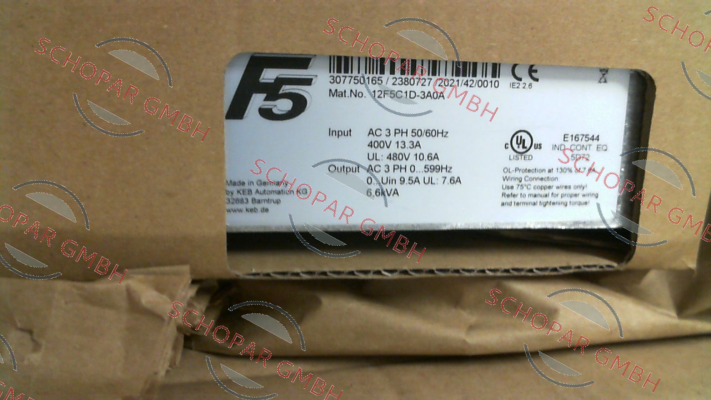 F5
307750165 / 2380727 /2021/42/0010
Mat.No. 12F5C1D-3A0A
CE
IE2 2.6
Input AC 3 PH 50/60Hz
400V 13.3A
UL: 480V 10.6A
Output AC 3 PH 0...599Hz
0...Uin 9.5A UL: 7.6A
6,6kVA
Made in Germany
by KEB Automation KG
32683 Barntrup
www.keb.de
C UL US
LISTED
E167544
IND. CONT. EQ.
5D72
OL-Protection at 130%
Wiring Connection
Use 75°C copper wires only!
Refer to manual for proper wiring
and terminal tightening torque!
SCHOPAR GMBH
SCHOPAR GMBH
SCHOPAR GMBH
SCHOPAR GMBH
SCHOPAR GMBH
SCHOPAR GMBH
SCHOPAR GMBH
SCHOPAR GMBH